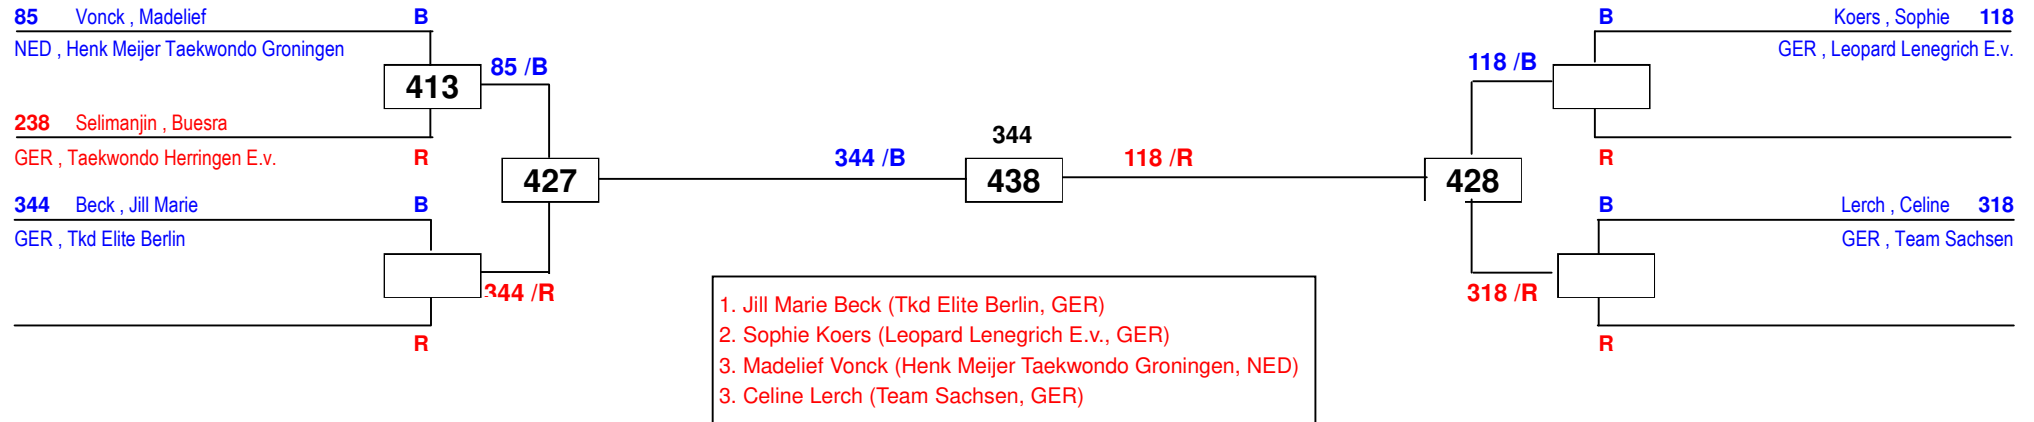 85 Vonck , Madelief B
NED , Henk Meijer Taekwondo Groningen
413
85 /B
238 Selimanjin , Buesra
GER , Taekwondo Herringen E.v. R
427
344 Beck , Jill Marie B
GER , Tkd Elite Berlin
344 /R
R
344 /B
344
438
118 /R
B Koers , Sophie 118
GER , Leopard Lenegrich E.v.
118 /B
R
428
B Lerch , Celine 318
GER , Team Sachsen
318 /R
R
1. Jill Marie Beck (Tkd Elite Berlin, GER)
2. Sophie Koers (Leopard Lenegrich E.v., GER)
3. Madelief Vonck (Henk Meijer Taekwondo Groningen, NED)
3. Celine Lerch (Team Sachsen, GER)